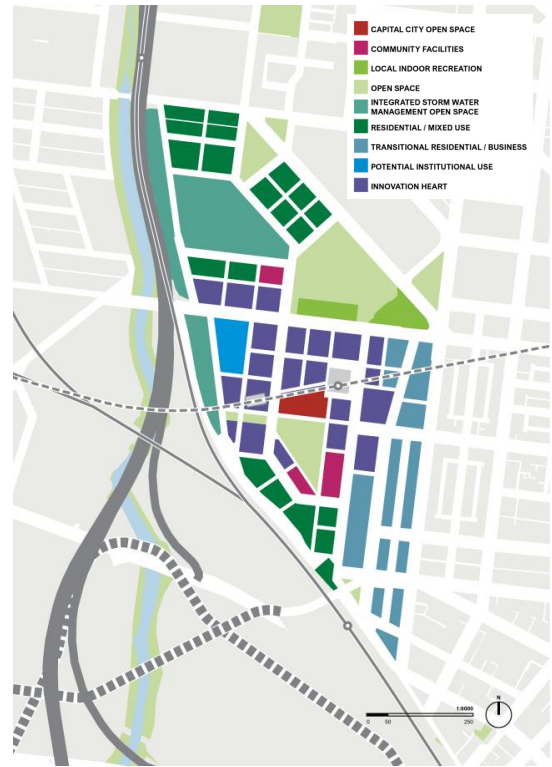 CAPITAL CITY OPEN SPACE
COMMUNITY FACILITIES
LOCAL INDOOR RECREATION
OPEN SPACE
INTEGRATED STORM WATER
MANAGEMENT OPEN SPACE
RESIDENTIAL / MIXED USE
TRANSITIONAL RESIDENTIAL / BUSINESS
POTENTIAL INSTITUTIONAL USE
INNOVATION HEART
N
1:6000
0 50 250